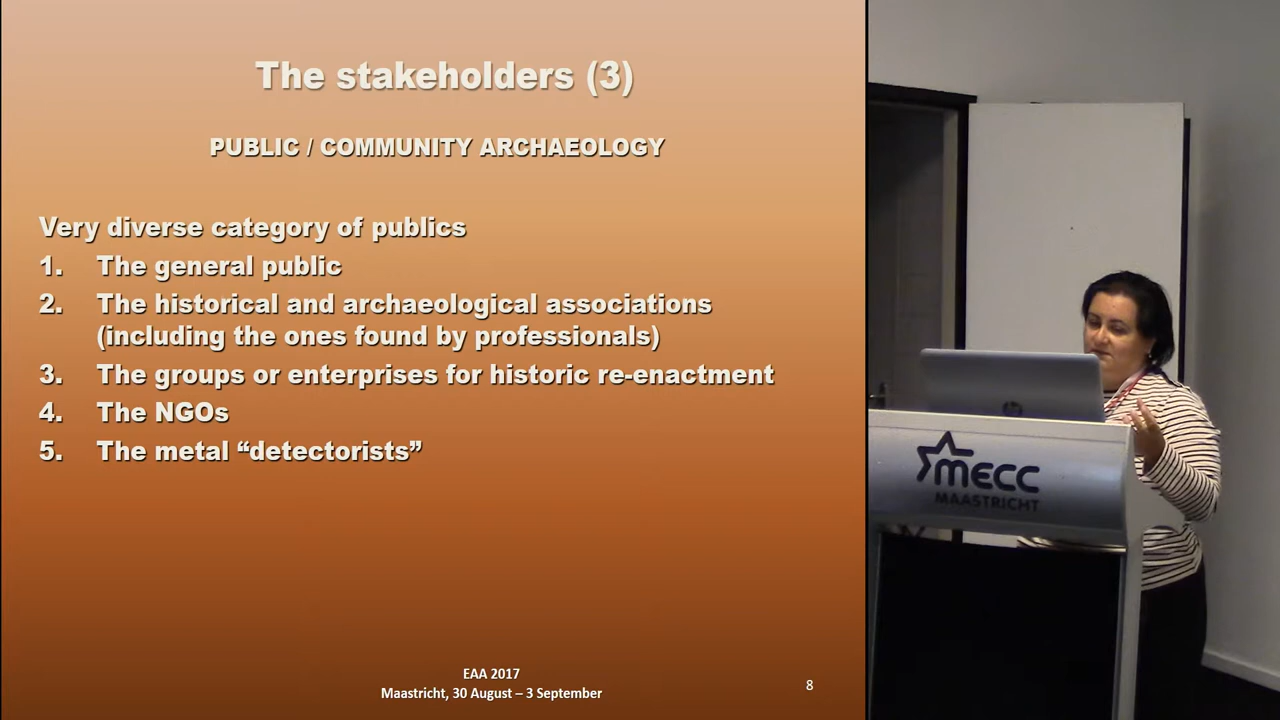 The stakeholders (3)
PUBLIC / COMMUNITY ARCHAEOLOGY
Very diverse category of publics
1. The general public
2. The historical and archaeological associations
(including the ones found by professionals)
3. The groups or enterprises for historic re-enactment
4. The NGOs
5. The metal “detectorists”
EAA 2017
Maastricht, 30 August – 3 September
8
hp
mecc
MAASTRICHT